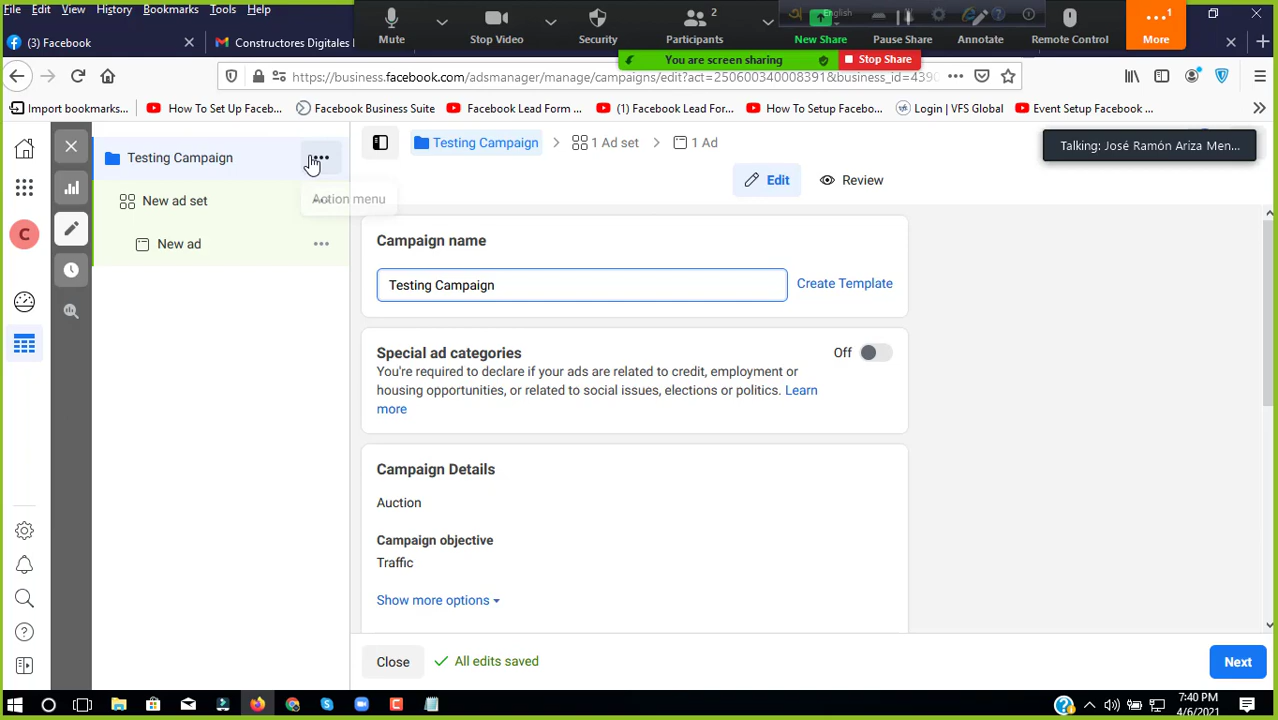 File Edit View History Bookmarks Tools Help
Mute
Stop Video
Security
2
Participants
English
New Share
Pause Share
Annotate
Remote Control
More
You are screen sharing
Stop Share
(3) Facebook
Constructores Digitales
https://business.facebook.com/adsmanager/manage/campaigns/edit?act=250600340008391&business_id=439
Import bookmarks...
How To Set Up Faceb...
Facebook Business Suite
Facebook Lead Form ...
(1) Facebook Lead For...
How To Setup Facebo...
Login | VFS Global
Event Setup Facebook ...
Talking: José Ramón Ariza Men...
Testing Campaign
Action menu
New ad set
New ad
C
Testing Campaign
1 Ad set
1 Ad
Edit
Review
Campaign name
Testing Campaign
Create Template
Special ad categories
Off
You're required to declare if your ads are related to credit, employment or
housing opportunities, or related to social issues, elections or politics. Learn
more
Campaign Details
Auction
Campaign objective
Traffic
Show more options
Close
All edits saved
Next
7:40 PM
4/6/2021